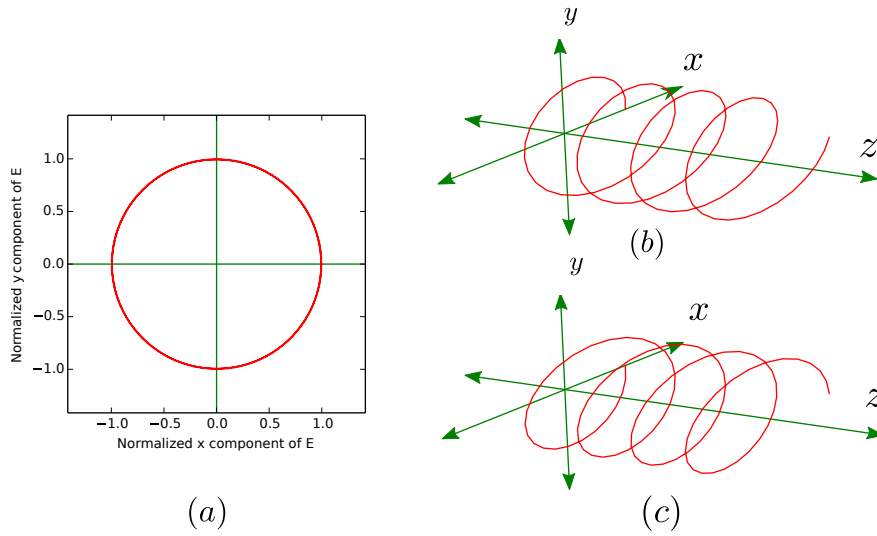 1.0
0.5
0.0
−0.5
−1.0
Normalized y component of E
−1.0 −0.5 0.0 0.5 1.0
Normalized x component of E
(a)
y
x
z
(b)
y
x
z
(c)